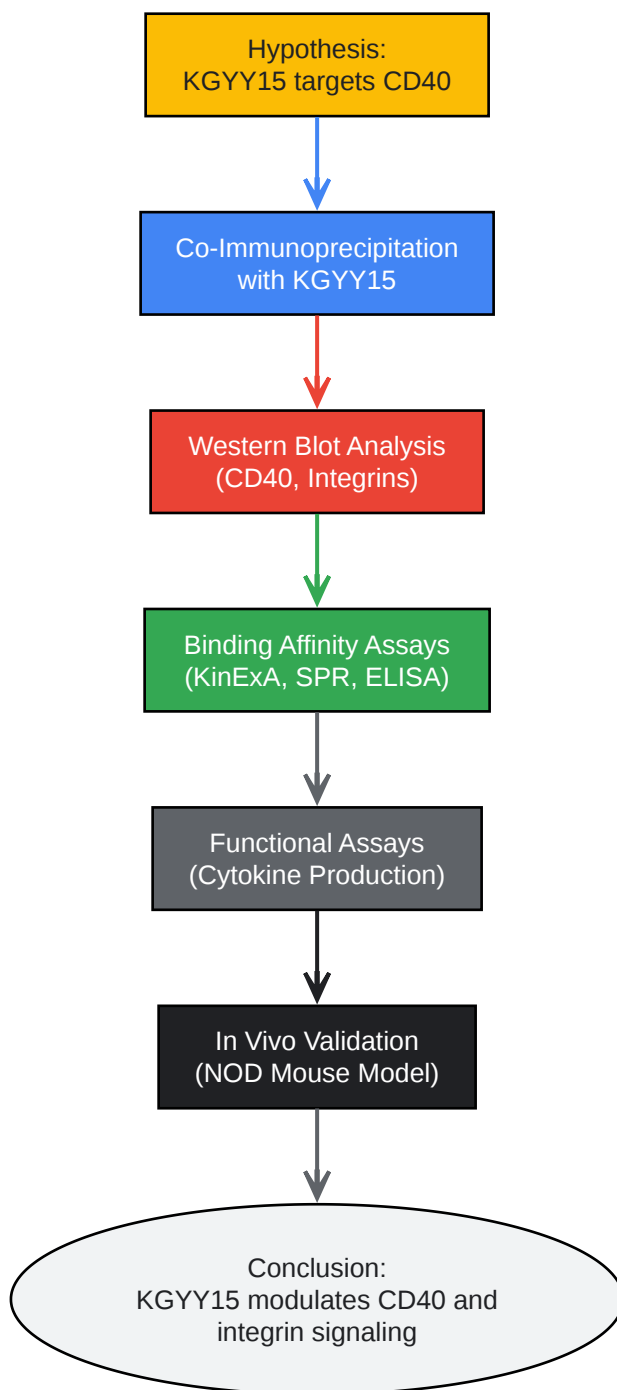 Hypothesis:
KGYY15 targets CD40
Co-Immunoprecipitation
with KGYY15
Western Blot Analysis
(CD40, Integrins)
Binding Affinity Assays
(KinExA, SPR, ELISA)
Functional Assays
(Cytokine Production)
In Vivo Validation
(NOD Mouse Model)
Conclusion:
KGYY15 modulates CD40 and
integrin signaling